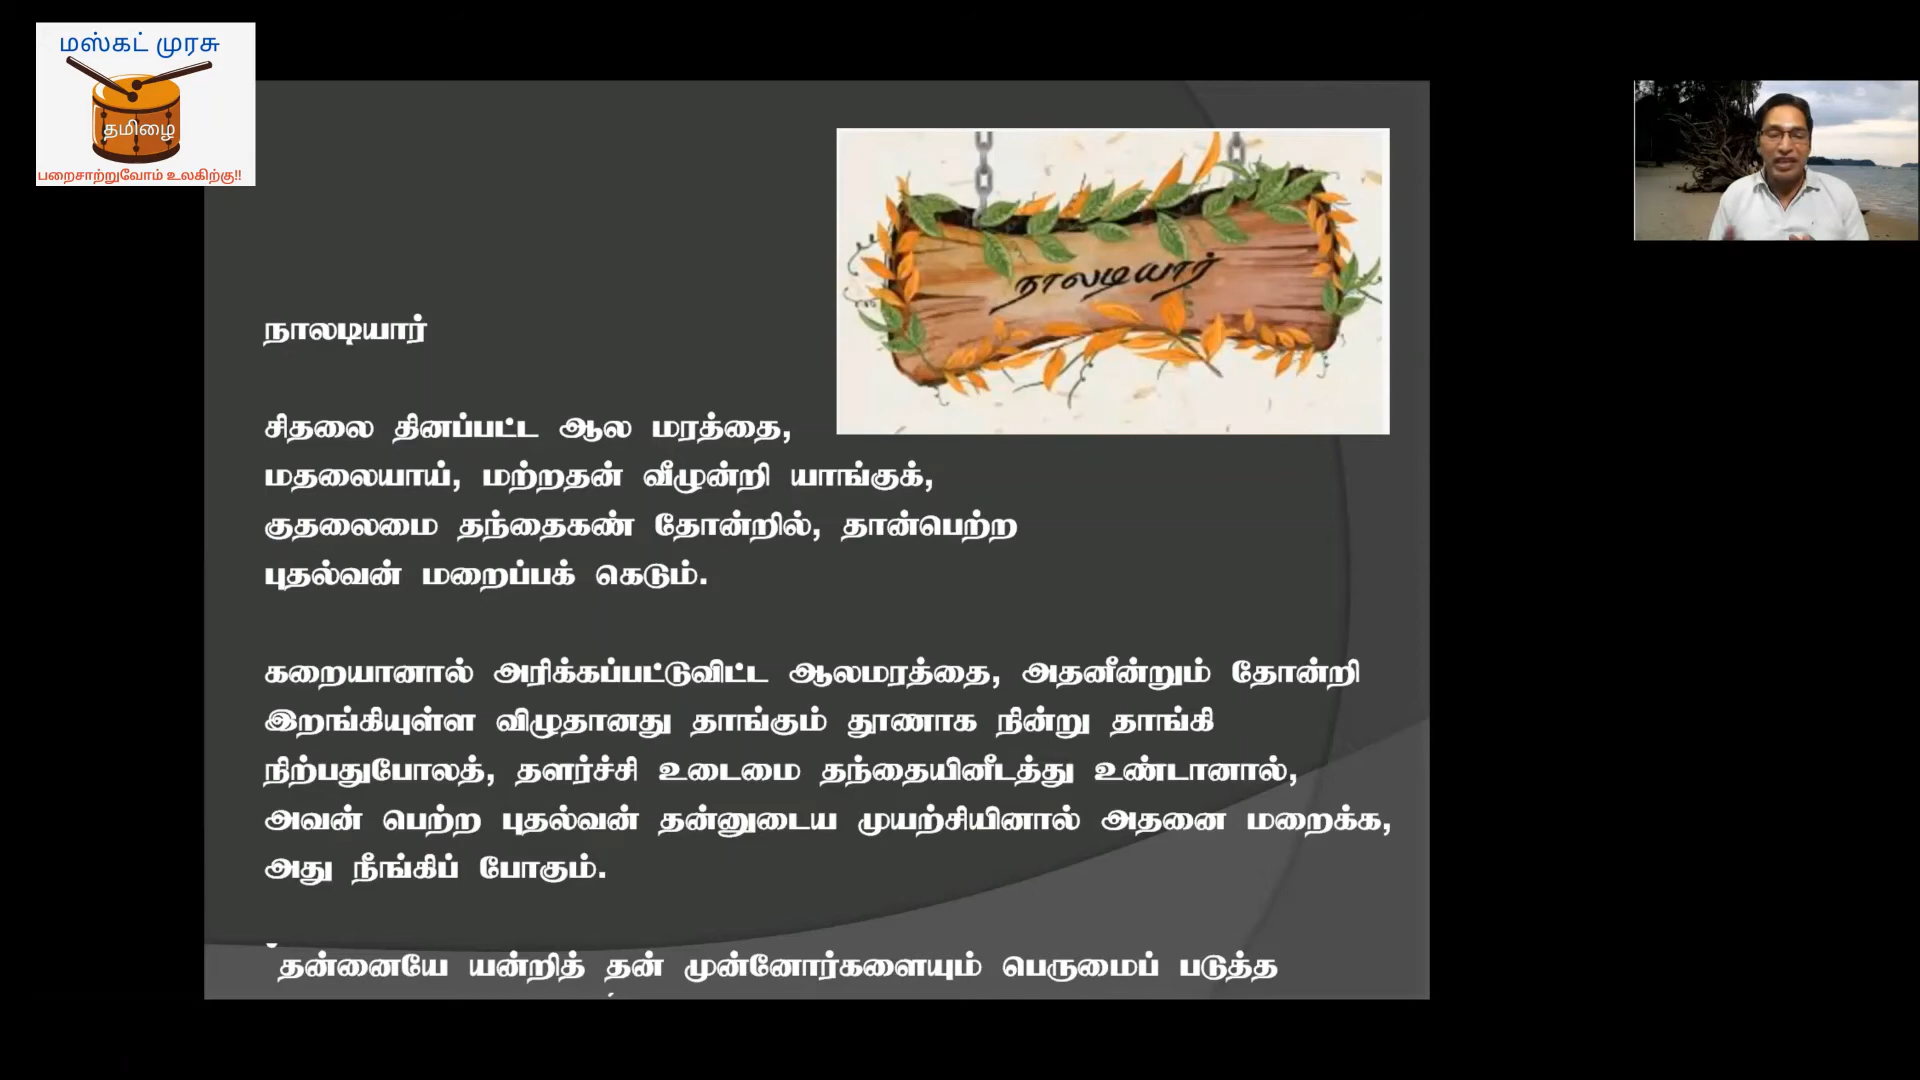 மஸ்கட் முரசு
தமிழை
பறைசாற்றுவோம் உலகிற்கு!!
நாலடியார்
நாலடியார்
சிதலை தினப்பட்ட ஆல மரத்தை,
மதலையாய், மற்றதன் வீழுன்றி யாங்குக்,
குதலைமை தந்தைகண் தோன்றில், தான்பெற்ற
புதல்வன் மறைப்பக் கெடும்.
கறையானால் அரிக்கப்பட்டுவிட்ட ஆலமரத்தை, அதனீன்றும் தோன்றி
இறங்கியுள்ள விழுதானது தாங்கும் தூணாக நின்று தாங்கி
நிற்பதுபோலத், தளர்ச்சி உடைமை தந்தையினீடத்து உண்டானால்,
அவன் பெற்ற புதல்வன் தன்னுடைய முயற்சியினால் அதனை மறைக்க,
அது நீங்கிப் போகும்.
தன்னையே யன்றித் தன் முன்னோர்களையும் பெருமைப் படுத்த